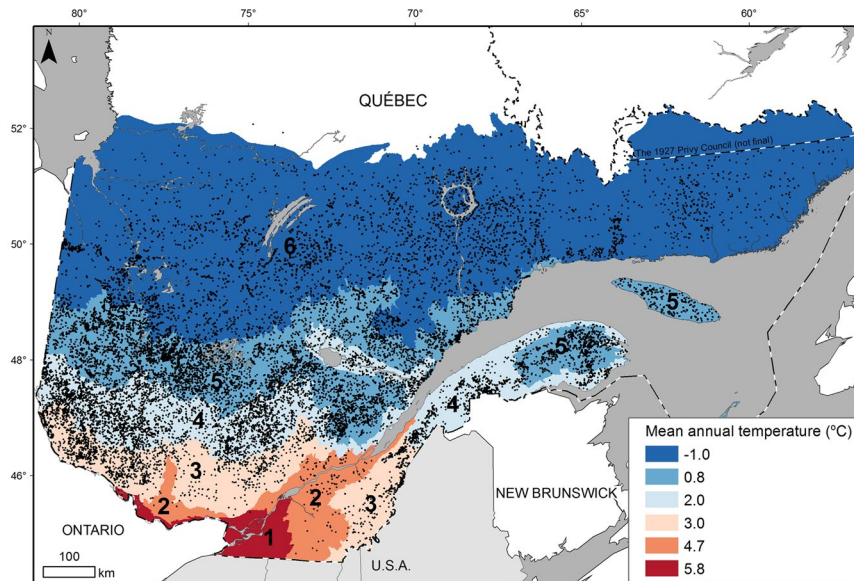 80° 75° 70° 65° 60°
N
QUÉBEC
52°
The 1927 Privy Council (not final)
50°
6
5
48°
5
5
4
4
46°
3
2
2
3
1
ONTARIO
NEW BRUNSWICK
U.S.A.
100
km
Mean annual temperature (ºC)
-1.0
0.8
2.0
3.0
4.7
5.8